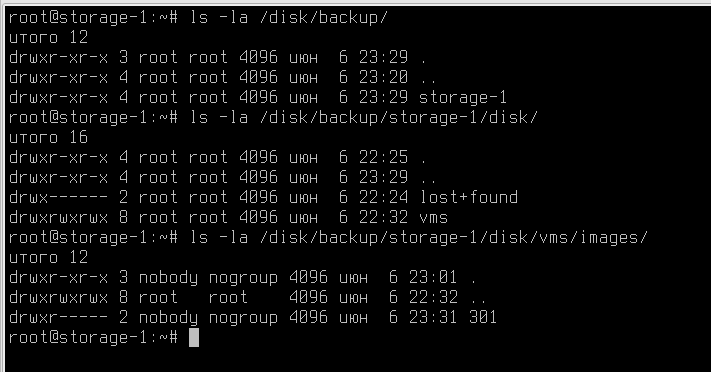 root@storage-1:~# ls -la /disk/backup/
итого 12
drwxr-xr-x 3 root root 4096 июн  6 23:29 .
drwxr-xr-x 4 root root 4096 июн  6 23:20 ..
drwxr-xr-x 4 root root 4096 июн  6 23:29 storage-1
root@storage-1:~# ls -la /disk/backup/storage-1/disk/
итого 16
drwxr-xr-x 4 root root 4096 июн  6 22:25 .
drwxr-xr-x 4 root root 4096 июн  6 23:29 ..
drwx------ 2 root root 4096 июн  6 22:24 lost+found
drwxrwxrwx 8 root root 4096 июн  6 22:32 vms
root@storage-1:~# ls -la /disk/backup/storage-1/disk/vms/images/
итого 12
drwxr-xr-x 3 nobody nogroup 4096 июн  6 23:01 .
drwxrwxrwx 8 root   root    4096 июн  6 22:32 ..
drwxr----- 2 nobody nogroup 4096 июн  6 23:31 301
root@storage-1:~#